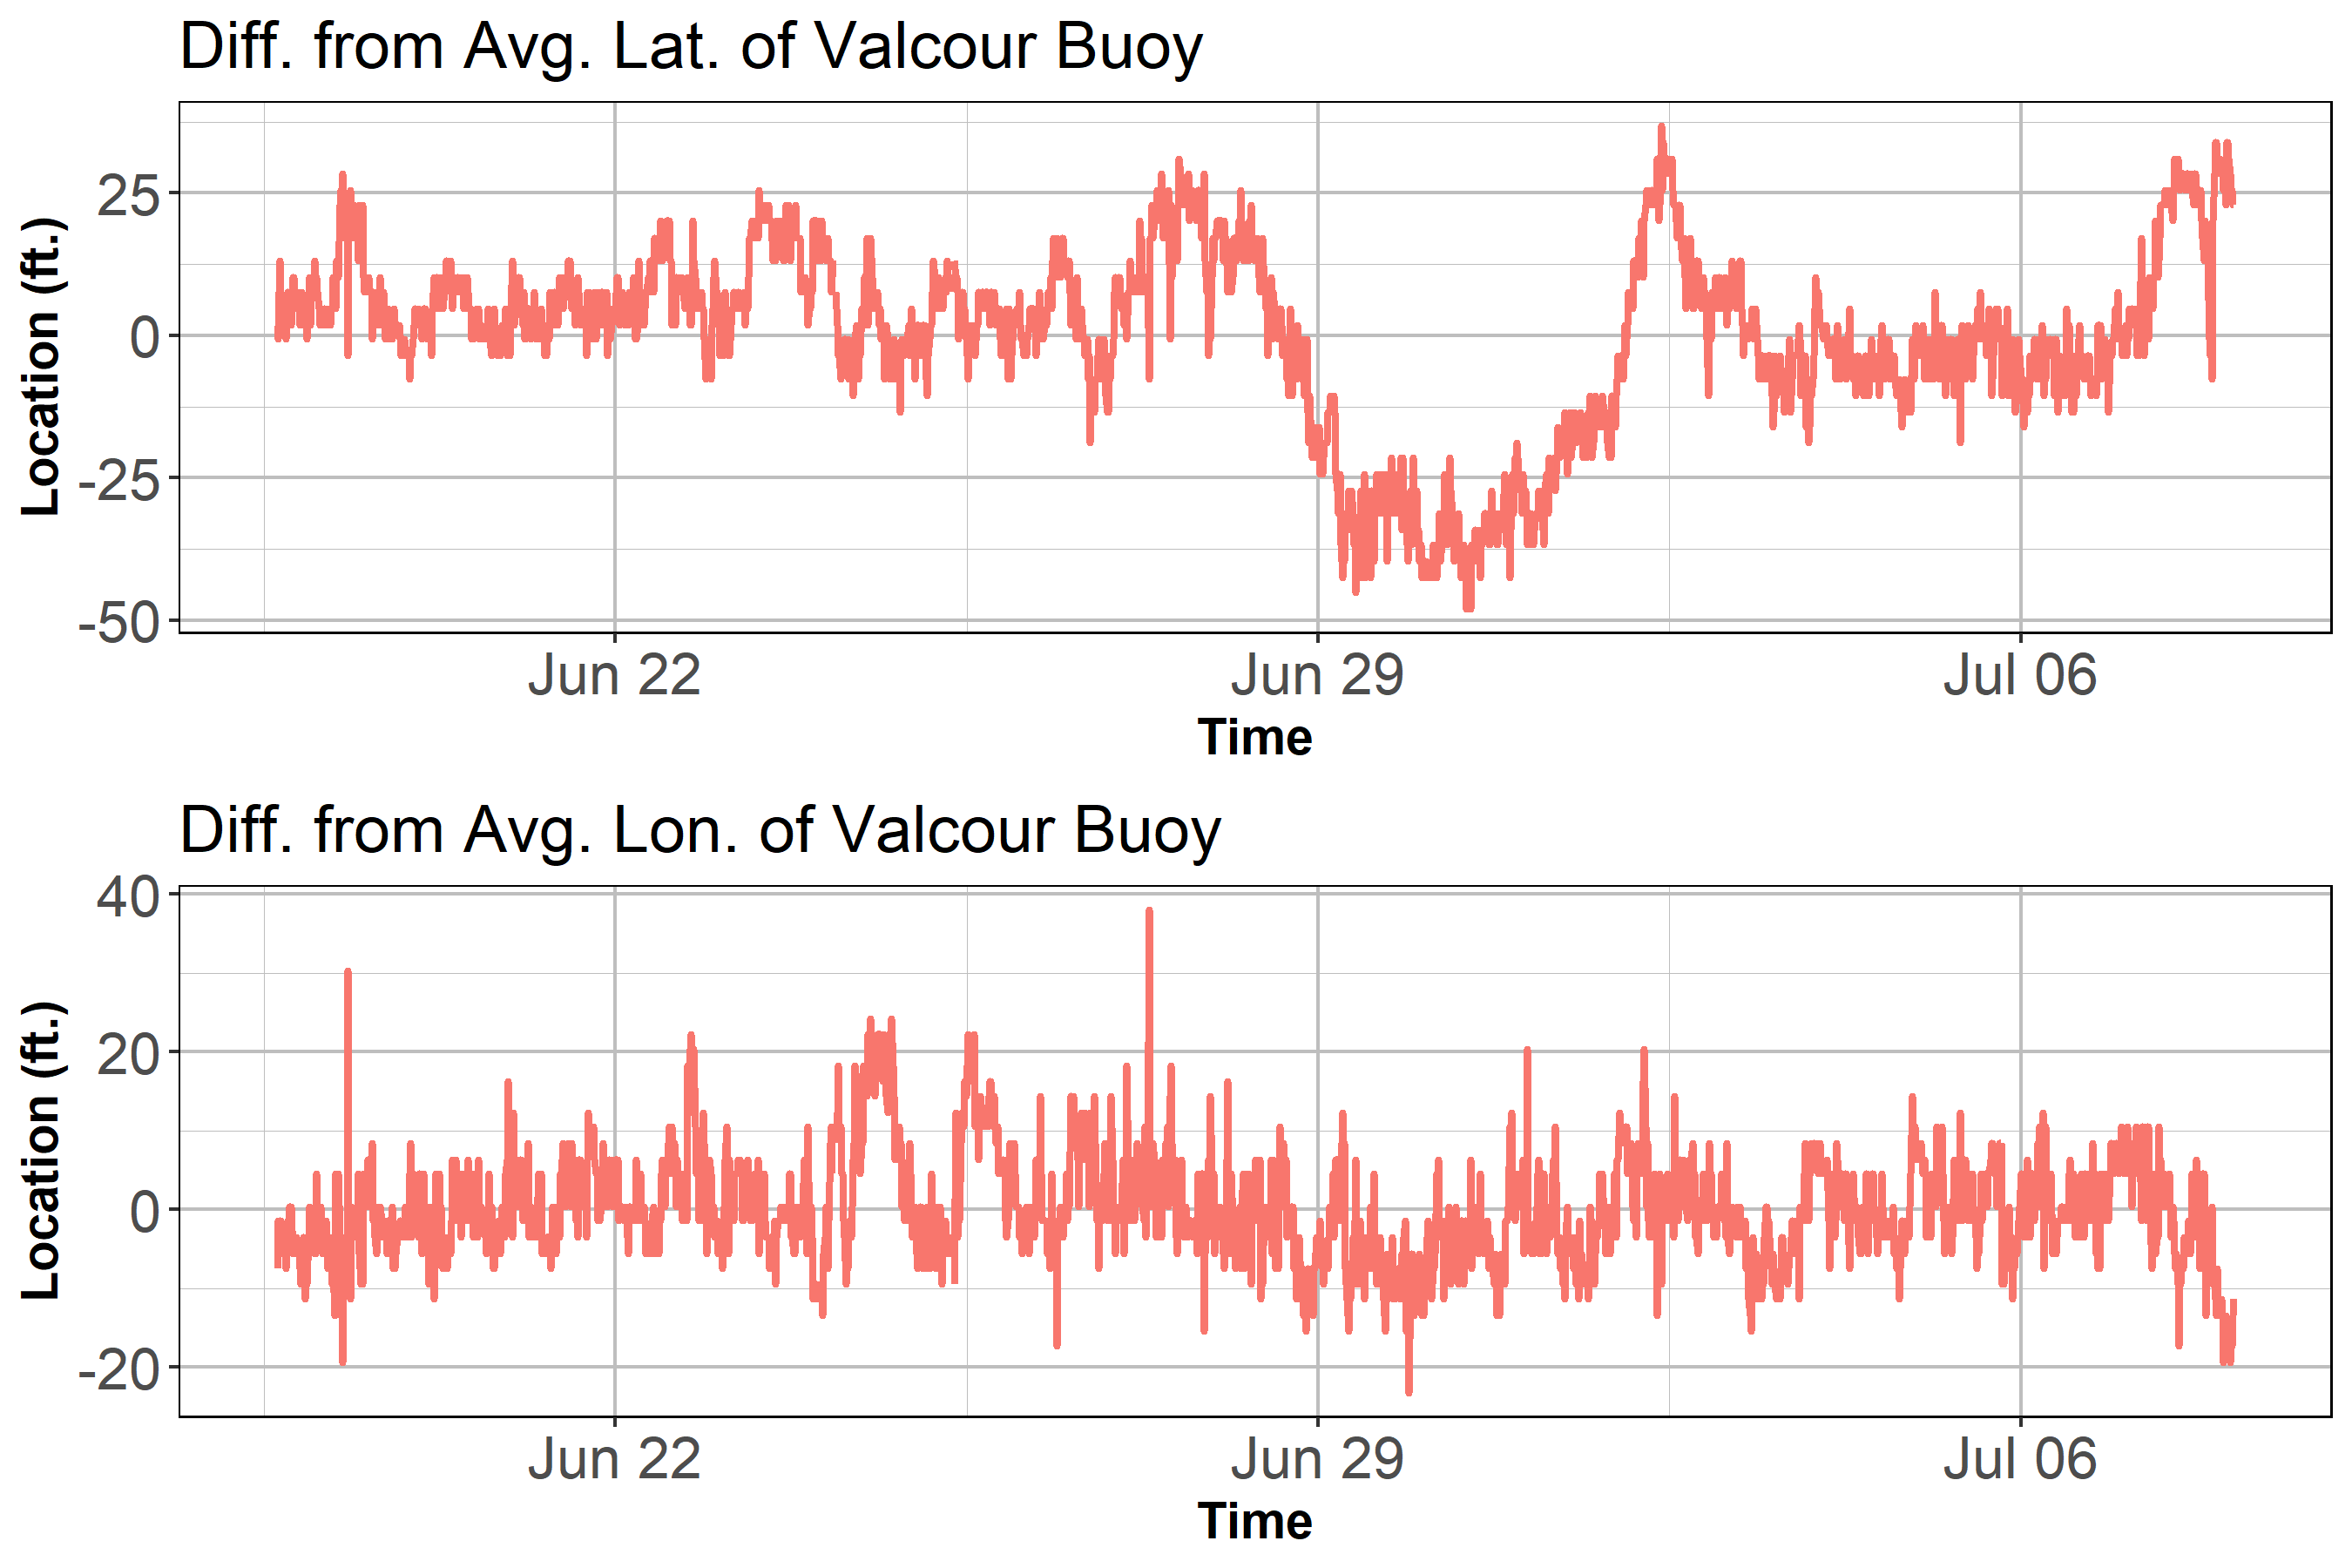 Diff. from Avg. Lat. of Valcour Buoy
Location (ft.)
25
0
-25
-50
Jun 22
Jun 29
Jul 06
Time
Diff. from Avg. Lon. of Valcour Buoy
Location (ft.)
40
20
0
-20
Jun 22
Jun 29
Jul 06
Time